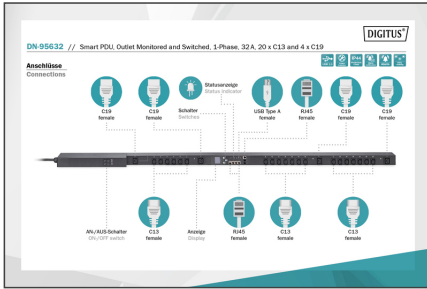 DIGITUS®
DN-95632 // Smart PDU, Outlet Monitored and Switched, 1-Phase, 32 A, 20 x C13 and 4 x C19
Anschlüsse
Connections
C19
female
C19
female
Statusanzeige
Status indicator
Schalter
Switches
USB Type A
female
RJ45
female
C19
female
C19
female
AN-/AUS-Schalter
ON-/OFF switch
C13
female
Anzeige
Display
RJ45
female
C13
female
C13
female